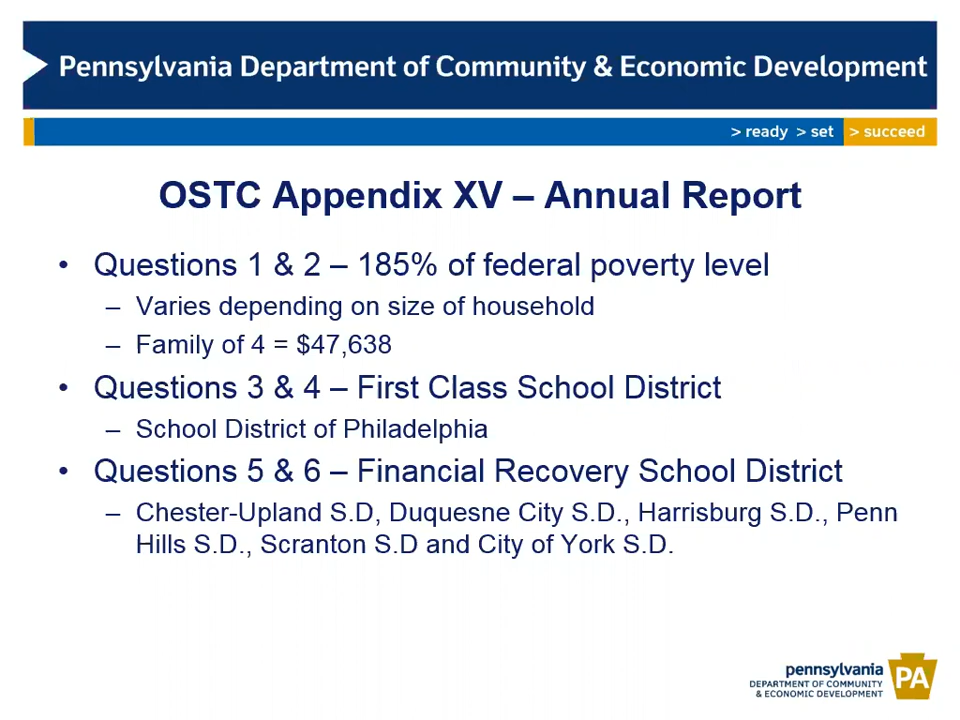 Pennsylvania Department of Community & Economic Development
> ready > set > succeed
OSTC Appendix XV – Annual Report
• Questions 1 & 2 – 185% of federal poverty level
– Varies depending on size of household
– Family of 4 = $47,638
• Questions 3 & 4 – First Class School District
– School District of Philadelphia
• Questions 5 & 6 – Financial Recovery School District
– Chester-Upland S.D, Duquesne City S.D., Harrisburg S.D., Penn
Hills S.D., Scranton S.D and City of York S.D.
pennsylvania
DEPARTMENT OF COMMUNITY
& ECONOMIC DEVELOPMENT
PA